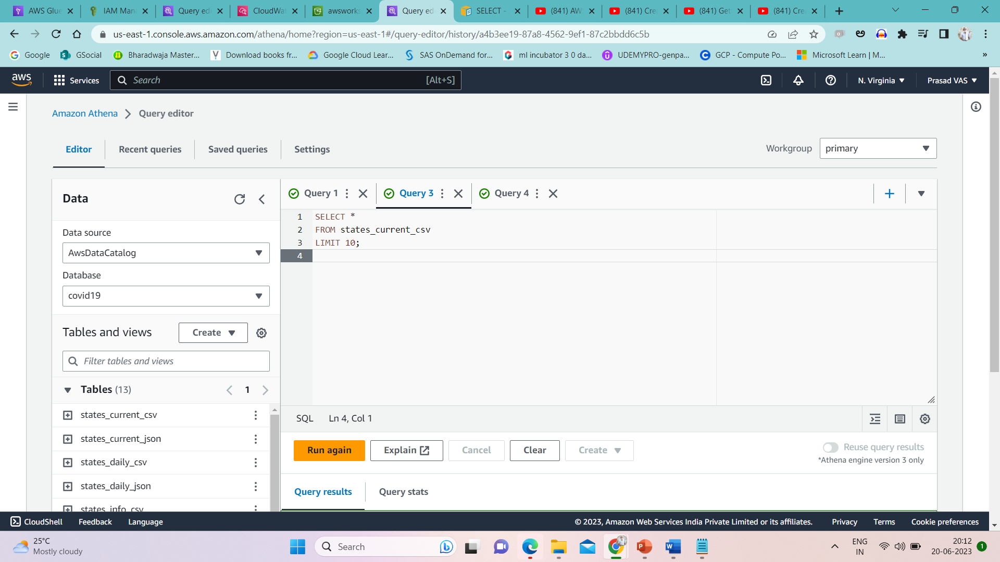 AWS Glue
IAM Man
Query ed
CloudWa
awswork
Query ed
SELECT -
(841) AW
(841) Cre
(841) Get
(841) Cre
us-east-1.console.aws.amazon.com/athena/home?region=us-east-1#/query-editor/history/a4b3ee19-87a8-4562-9ef1-87c2bbdd6c5b
Google
GSocial
Bharadwaja Master...
Download books fr...
Google Cloud Lear...
SAS OnDemand for...
ml incubator 3 0 da...
UDEMYPRO-genpa...
GCP - Compute Po...
Microsoft Learn | M...
»
aws
Services
Search
[Alt+S]
N. Virginia
Prasad VAS
Amazon Athena
Query editor
Editor
Recent queries
Saved queries
Settings
Workgroup
primary
Data
Data source
AwsDataCatalog
Database
covid19
Tables and views
Create
Filter tables and views
Tables (13)
1
states_current_csv
states_current_json
states_daily_csv
states_daily_json
states_info_csv
Query 1
Query 3
Query 4
1 SELECT *
2 FROM states_current_csv
3 LIMIT 10;
4
SQL
Ln 4, Col 1
Run again
Explain
Cancel
Clear
Create
Reuse query results
*Athena engine version 3 only
Query results
Query stats
CloudShell
Feedback
Language
© 2023, Amazon Web Services India Private Limited or its affiliates.
Privacy
Terms
Cookie preferences
25°C
Mostly cloudy
Search
ENG
IN
20:12
20-06-2023
1